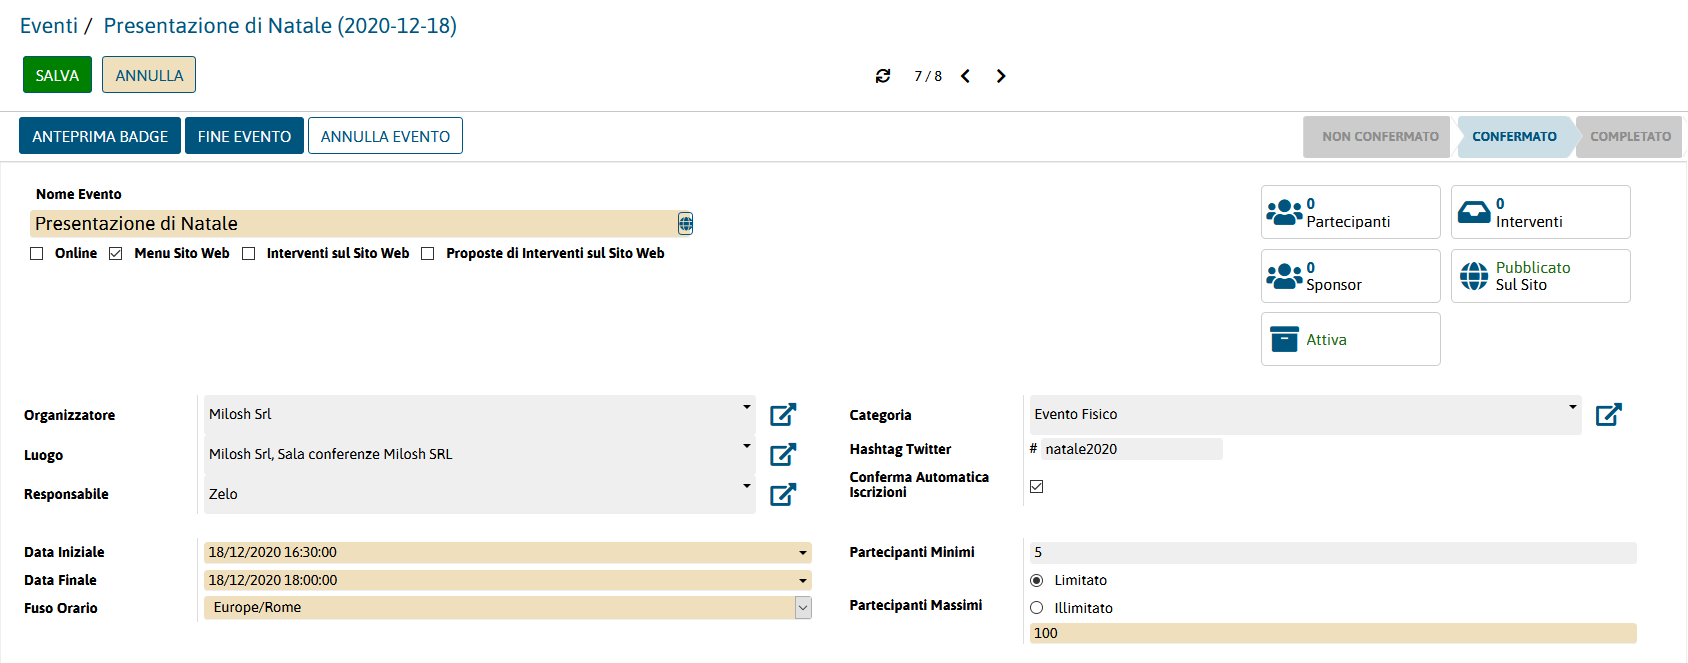 Eventi / Presentazione di Natale (2020-12-18)
SALVA ANNULLA 7 / 8
ANTEPRIMA BADGE FINE EVENTO ANNULLA EVENTO NON CONFERMATO CONFERMATO COMPLETATO
Nome Evento
Presentazione di Natale
Online Menu Sito Web Interventi sul Sito Web Proposte di Interventi sul Sito Web
0 Partecipanti
0 Interventi
0 Sponsor
Pubblicato Sul Sito
Attiva
Organizzatore Milosh Srl
Luogo Milosh Srl, Sala conferenze Milosh SRL
Responsabile Zelo
Categoria Evento Fisico
Hashtag Twitter # natale2020
Conferma Automatica
Iscrizioni
Data Iniziale 18/12/2020 16:30:00
Data Finale 18/12/2020 18:00:00
Fuso Orario Europe/Rome
Partecipanti Minimi 5
Limitato
Partecipanti Massimi Illimitato
100